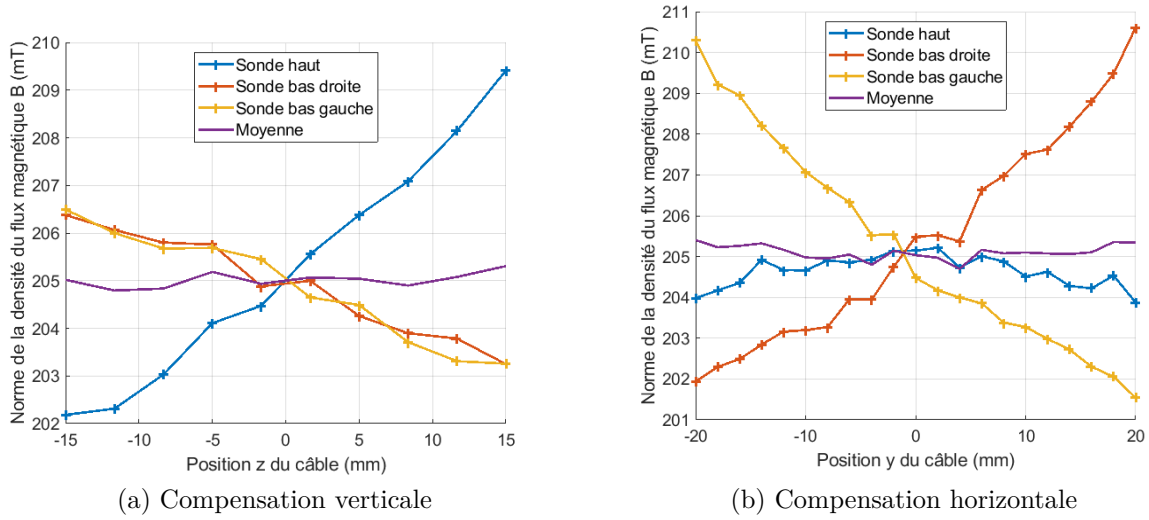 Norme de la densité du flux magnétique B (mT)
210
209
208
207
206
205
204
203
202
-15
-10
-5
0
5
10
15
Position z du câble (mm)
Sonde haut
Sonde bas droite
Sonde bas gauche
Moyenne
(a) Compensation verticale
Norme de la densité du flux magnétique B (mT)
211
210
209
208
207
206
205
204
203
202
201
-20
-10
0
10
20
Position y du câble (mm)
Sonde haut
Sonde bas droite
Sonde bas gauche
Moyenne
(b) Compensation horizontale